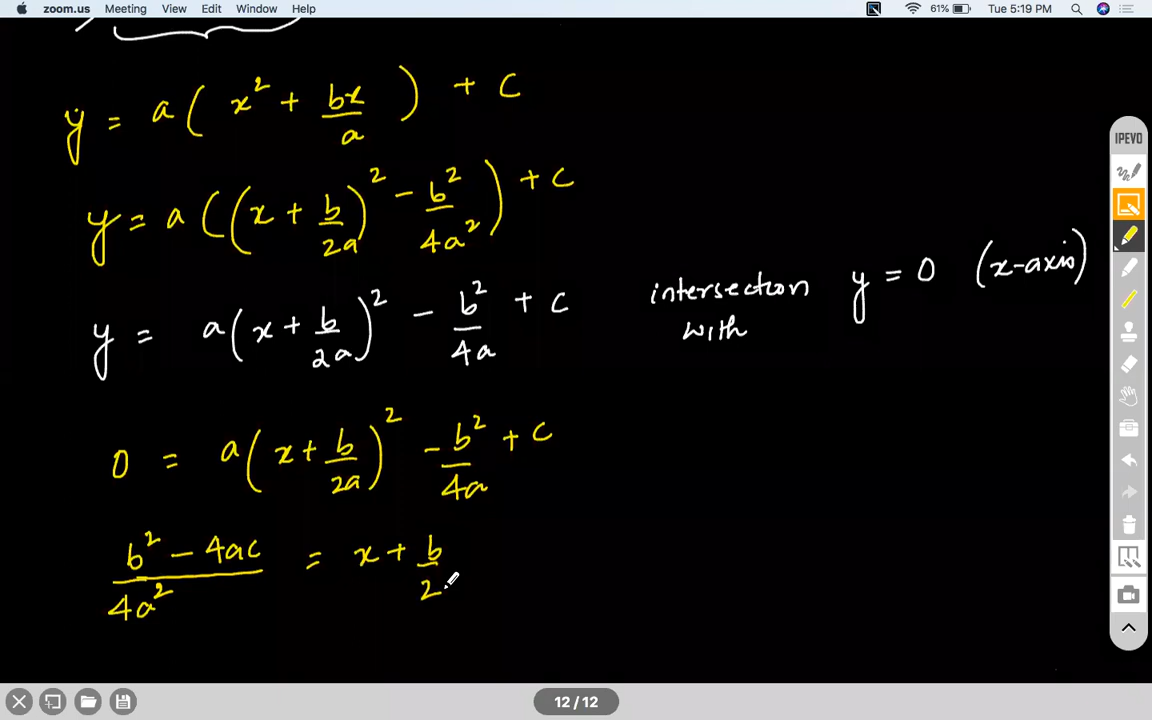 zoom.us Meeting View Edit Window Help 61% Tue 5:19 PM
y = a( x² + bx/a ) + c
y = a((x + b/2a)² - b²/4a²) + c
y = a(x + b/2a)² - b²/4a + c
intersection with y = 0 (x-axis)
0 = a(x + b/2a)² - b²/4a + c
b² - 4ac/4a² = x + b/2
IPEVO
12 / 12